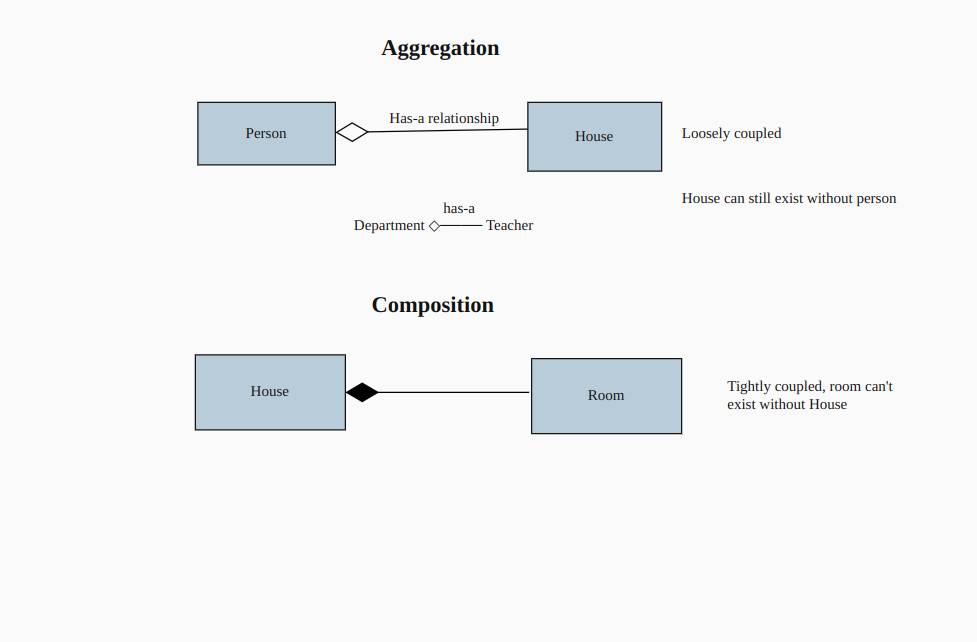 Aggregation
Has-a relationship
Person
House
Loosely coupled
House can still exist without person
has-a
Department ◇—— Teacher
Composition
House
Room
Tightly coupled, room can't
exist without House